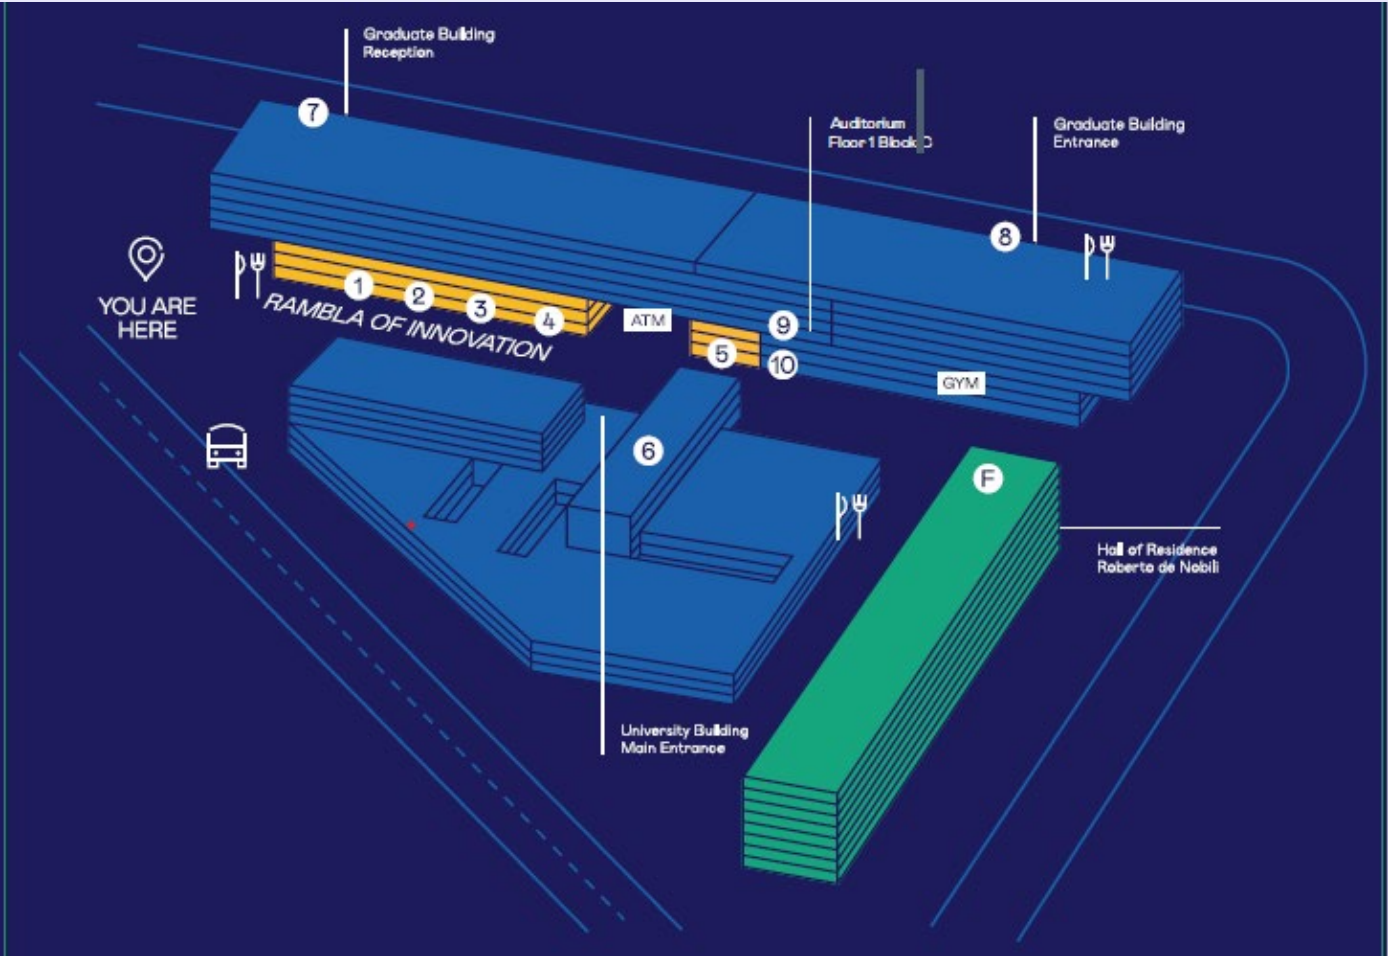 Graduate Building
Reception
7
Auditorium
Floor 1 Block C
Graduate Building
Entrance
8
YOU ARE
HERE
1
2
3
4
RAMBLA OF INNOVATION
ATM
9
5
10
GYM
6
F
Hall of Residence
Roberto de Nobili
University Building
Main Entrance